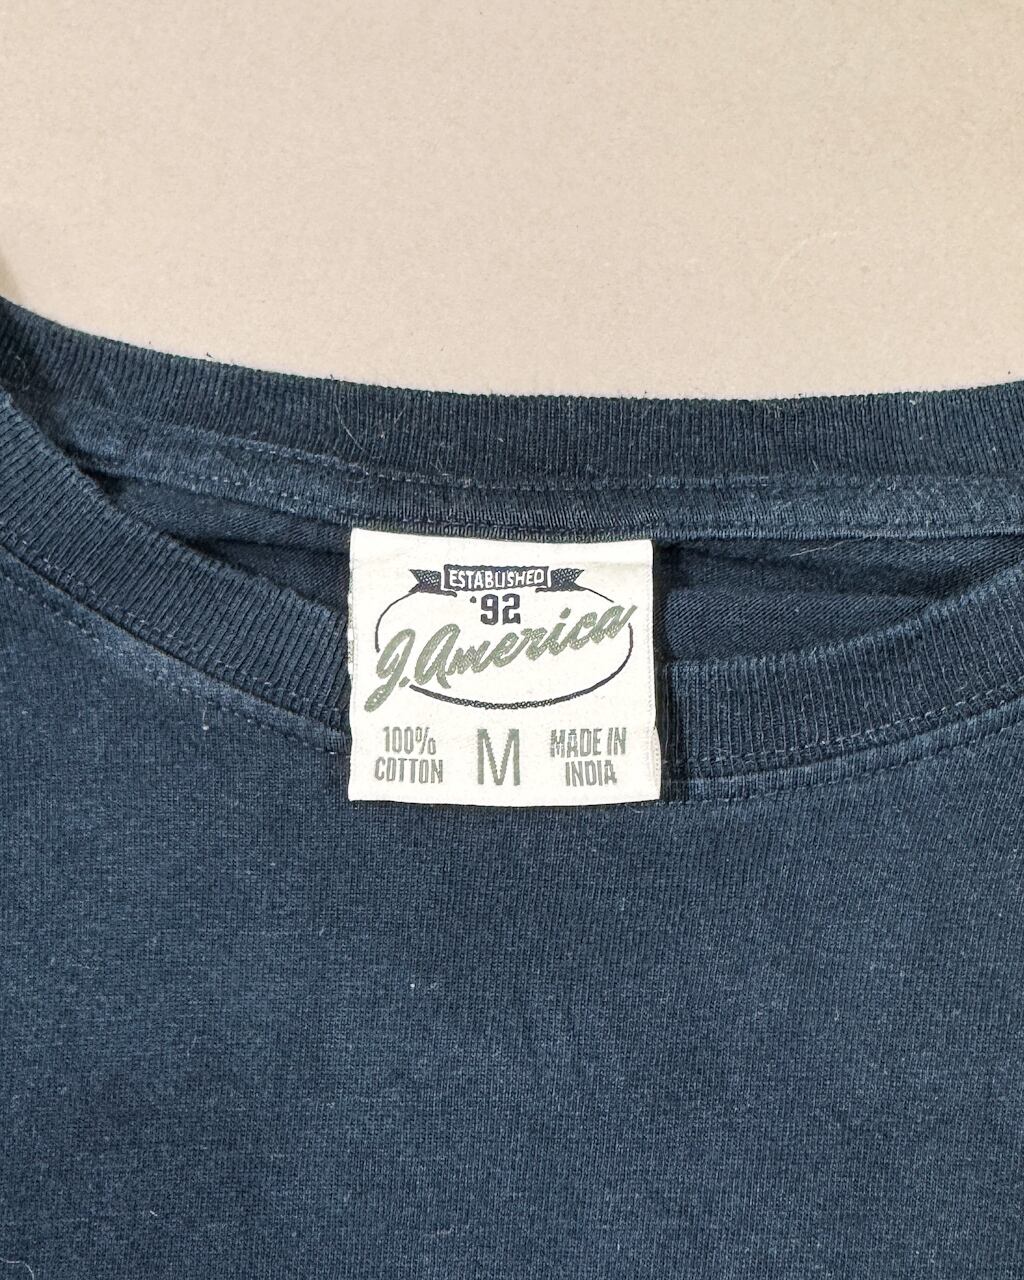 ESTABLISHED
'92
J. America
100%
COTTON
M
MADE IN
INDIA